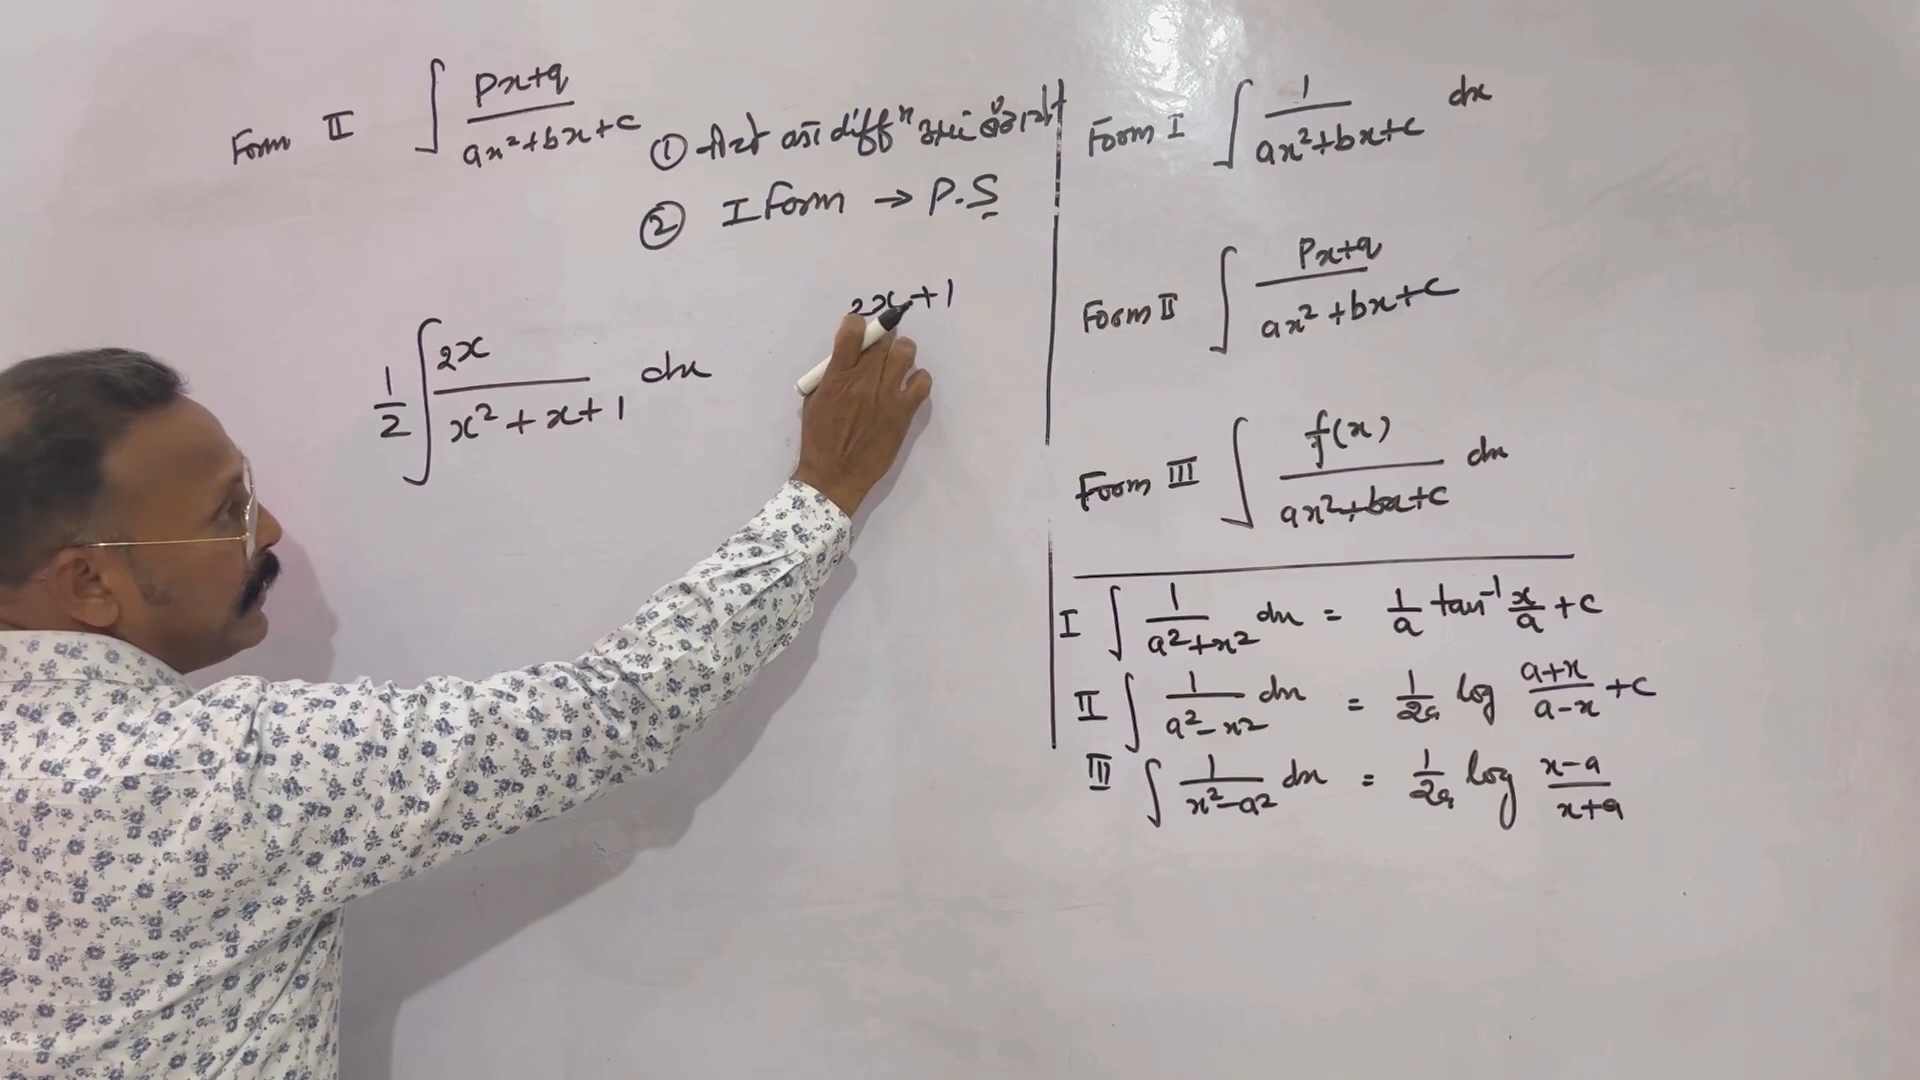 Form II ∫ Px+q / ax²+bx+c
① का diffⁿ
② I Form → P.S
2x+1
1/2 ∫ 2x / x²+x+1 dx
Form I ∫ 1 / ax²+bx+c dx
Form II ∫ Px+q / ax²+bx+c
Form III ∫ f(x) / ax²+bx+c dx
I ∫ 1 / a²+x² dx = 1/a tan⁻¹ x/a + c
II ∫ 1 / a²-x² dx = 1/2a log a+x / a-x + c
III ∫ 1 / x²-a² dx = 1/2a log x-a / x+a